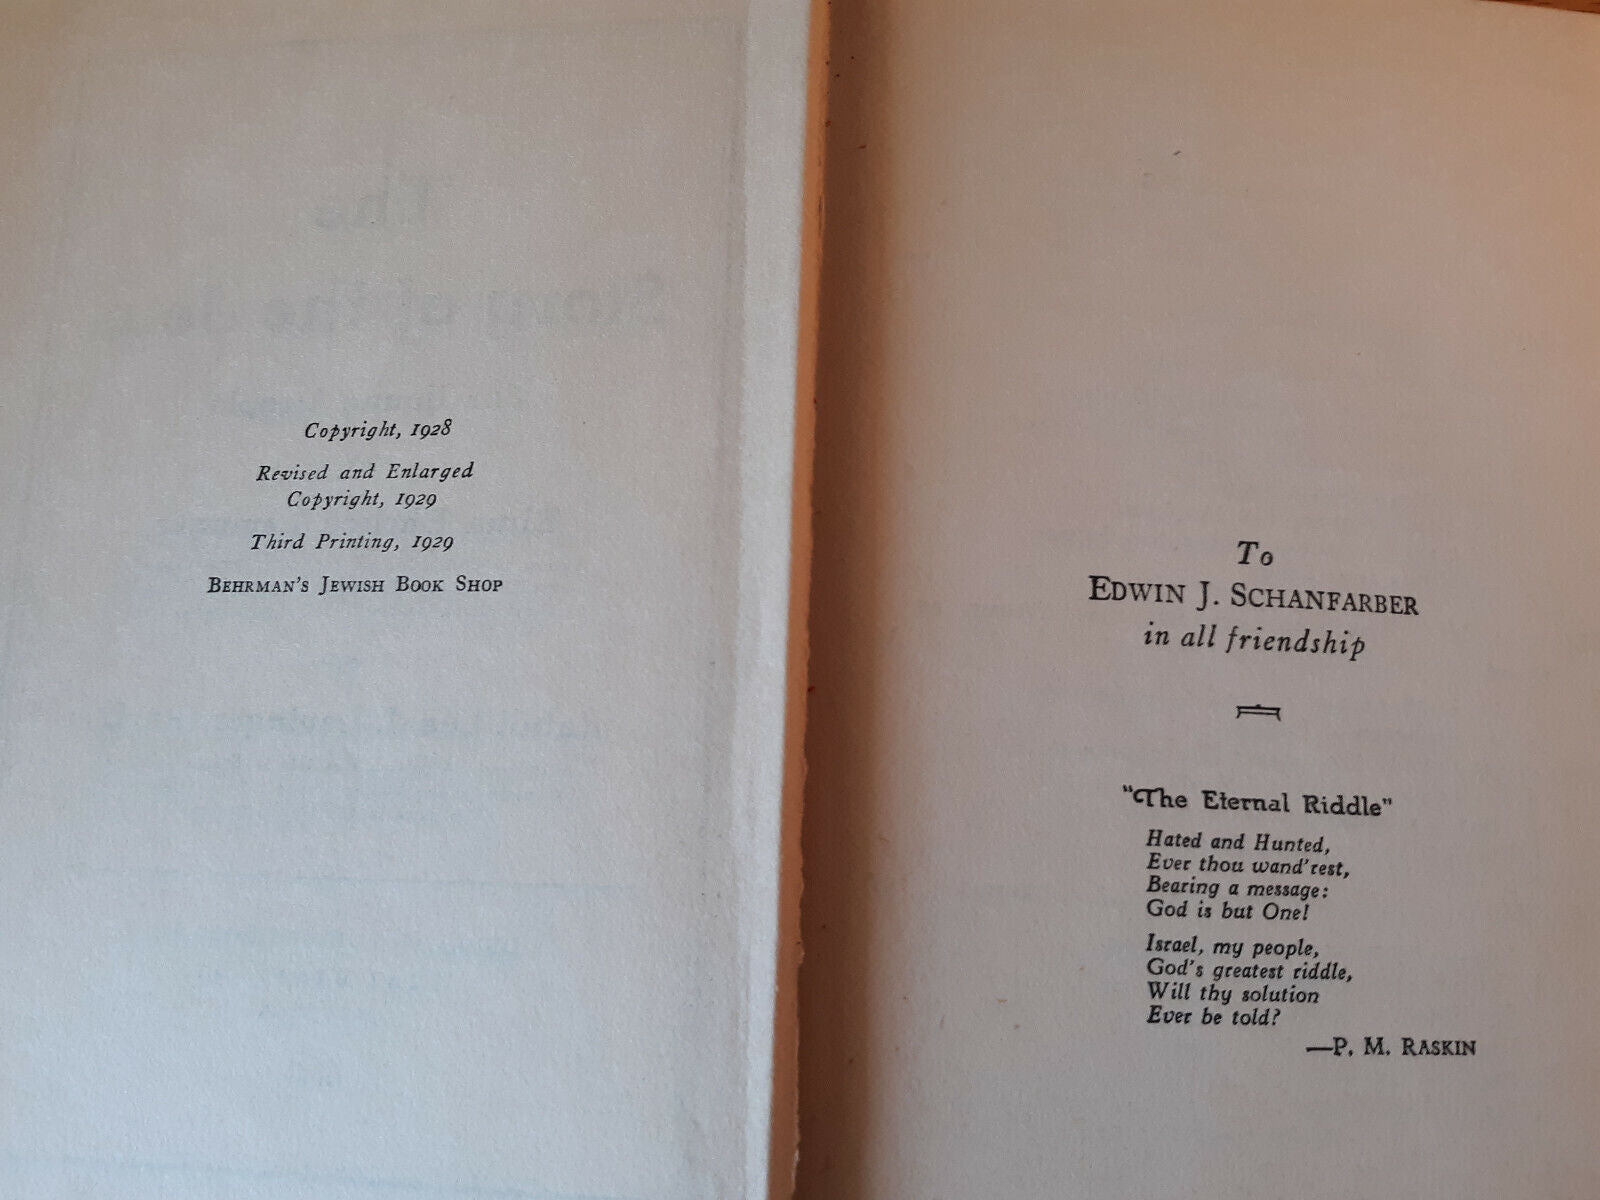 Copyright, 1928
Revised and Enlarged
Copyright, 1929
Third Printing, 1929
BEHRMAN'S JEWISH BOOK SHOP
To
EDWIN J. SCHANFARBER
in all friendship
"The Eternal Riddle"
Hated and Hunted,
Ever thou wand'rest,
Bearing a message:
God is but One!
Israel, my people,
God's greatest riddle,
Will thy solution
Ever be told?
—P. M. RASKIN